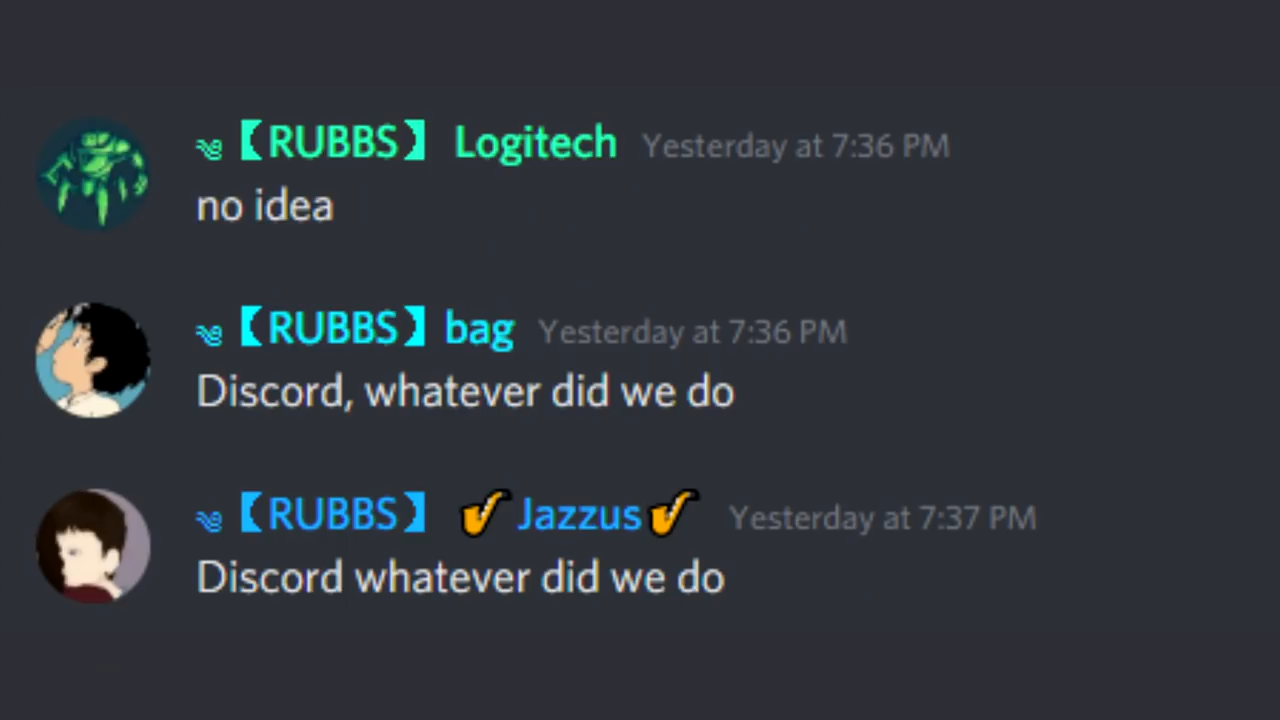 ༄【RUBBS】 Logitech Yesterday at 7:36 PM
no idea
༄【RUBBS】 bag Yesterday at 7:36 PM
Discord, whatever did we do
༄【RUBBS】 🎷Jazzus🎷 Yesterday at 7:37 PM
Discord whatever did we do